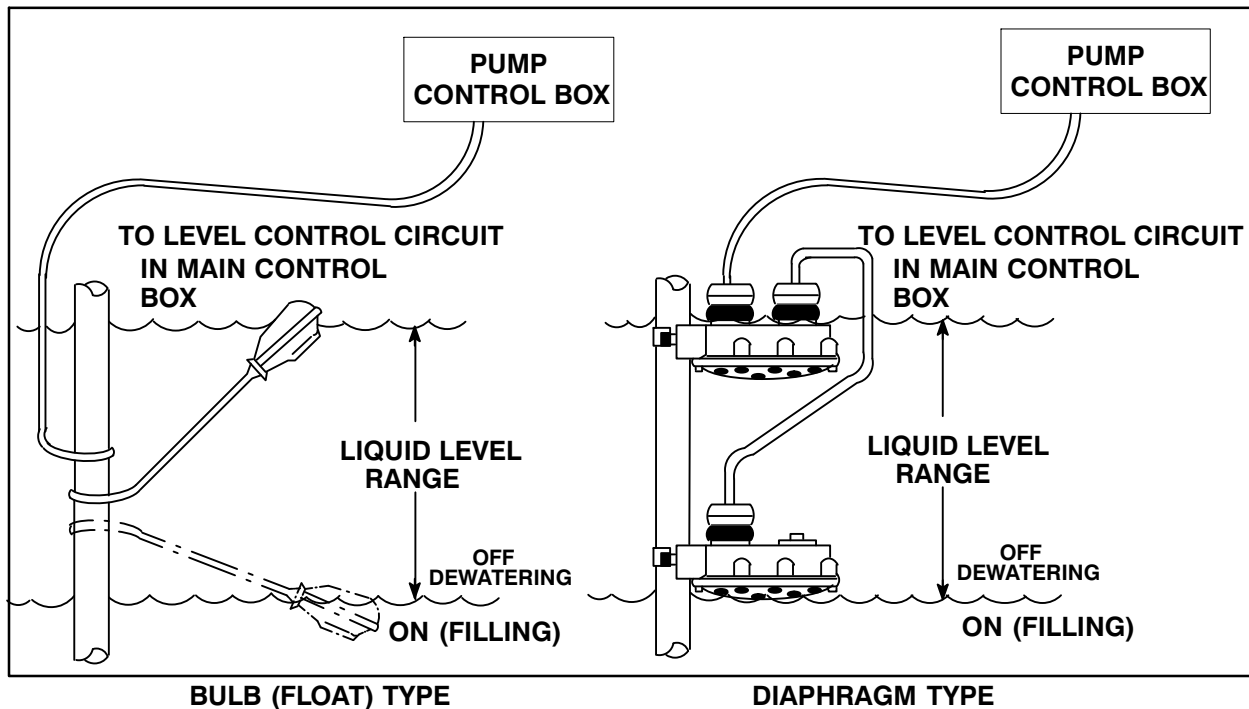 PUMP
CONTROL BOX
TO LEVEL CONTROL CIRCUIT
IN MAIN CONTROL
BOX
LIQUID LEVEL
RANGE
OFF
DEWATERING
ON (FILLING)
BULB (FLOAT) TYPE
PUMP
CONTROL BOX
TO LEVEL CONTROL CIRCUIT
IN MAIN CONTROL
BOX
LIQUID LEVEL
RANGE
OFF
DEWATERING
ON (FILLING)
DIAPHRAGM TYPE